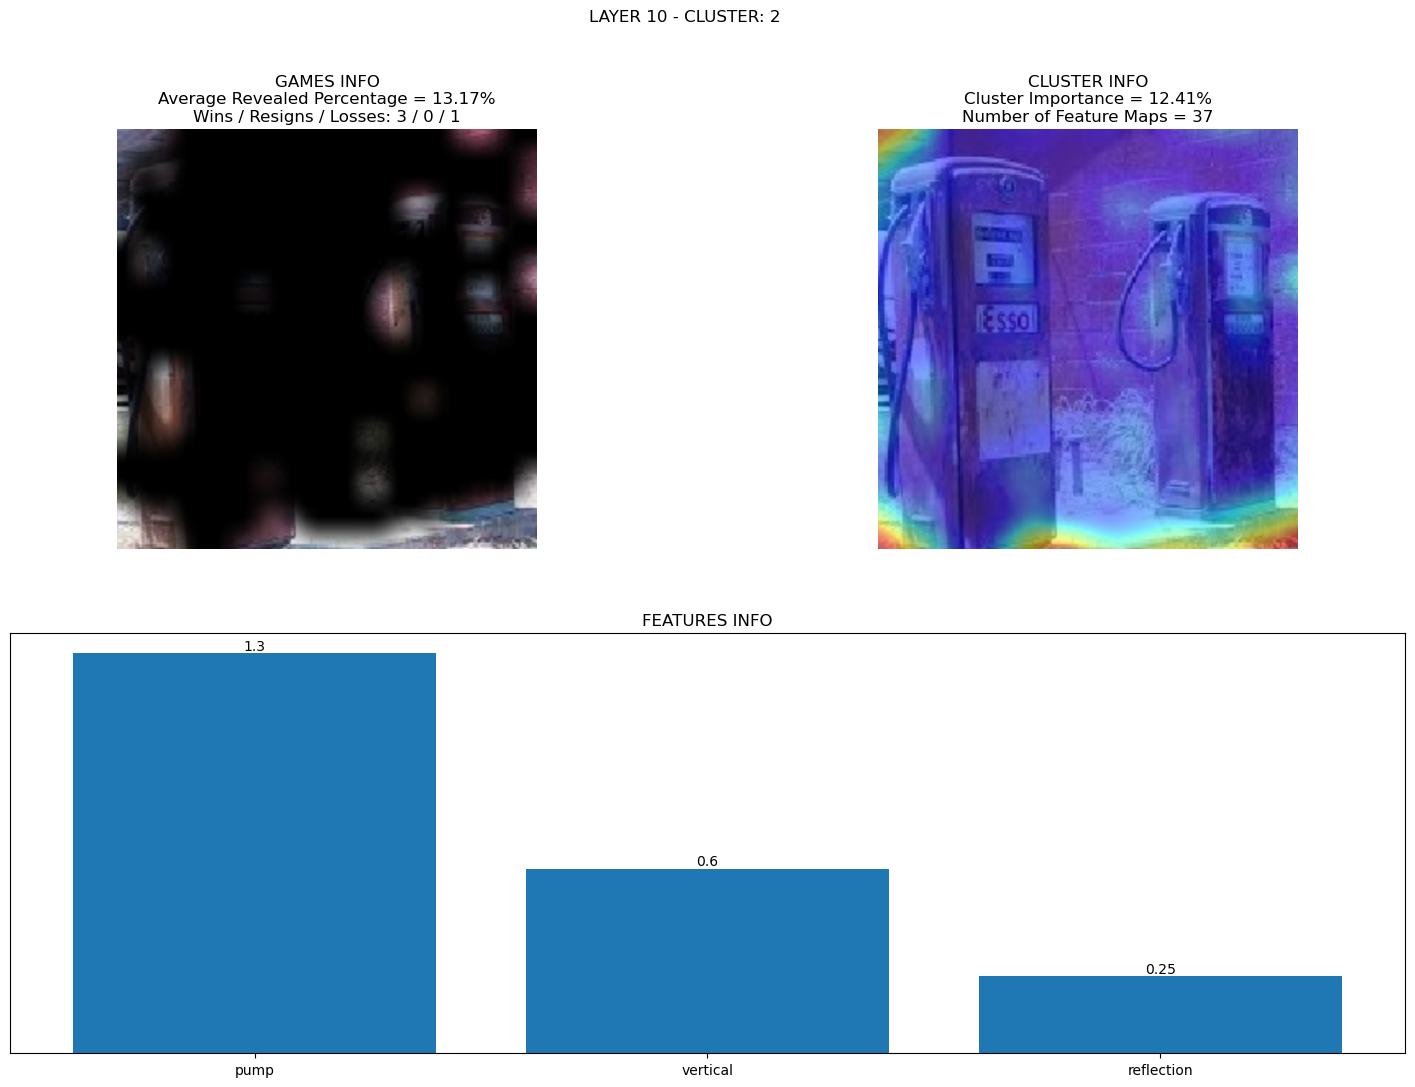 LAYER 10 - CLUSTER: 2
GAMES INFO
Average Revealed Percentage = 13.17%
Wins / Resigns / Losses: 3 / 0 / 1
CLUSTER INFO
Cluster Importance = 12.41%
Number of Feature Maps = 37
ESSO
ESSO
FEATURES INFO
1.3
0.6
0.25
pump
vertical
reflection